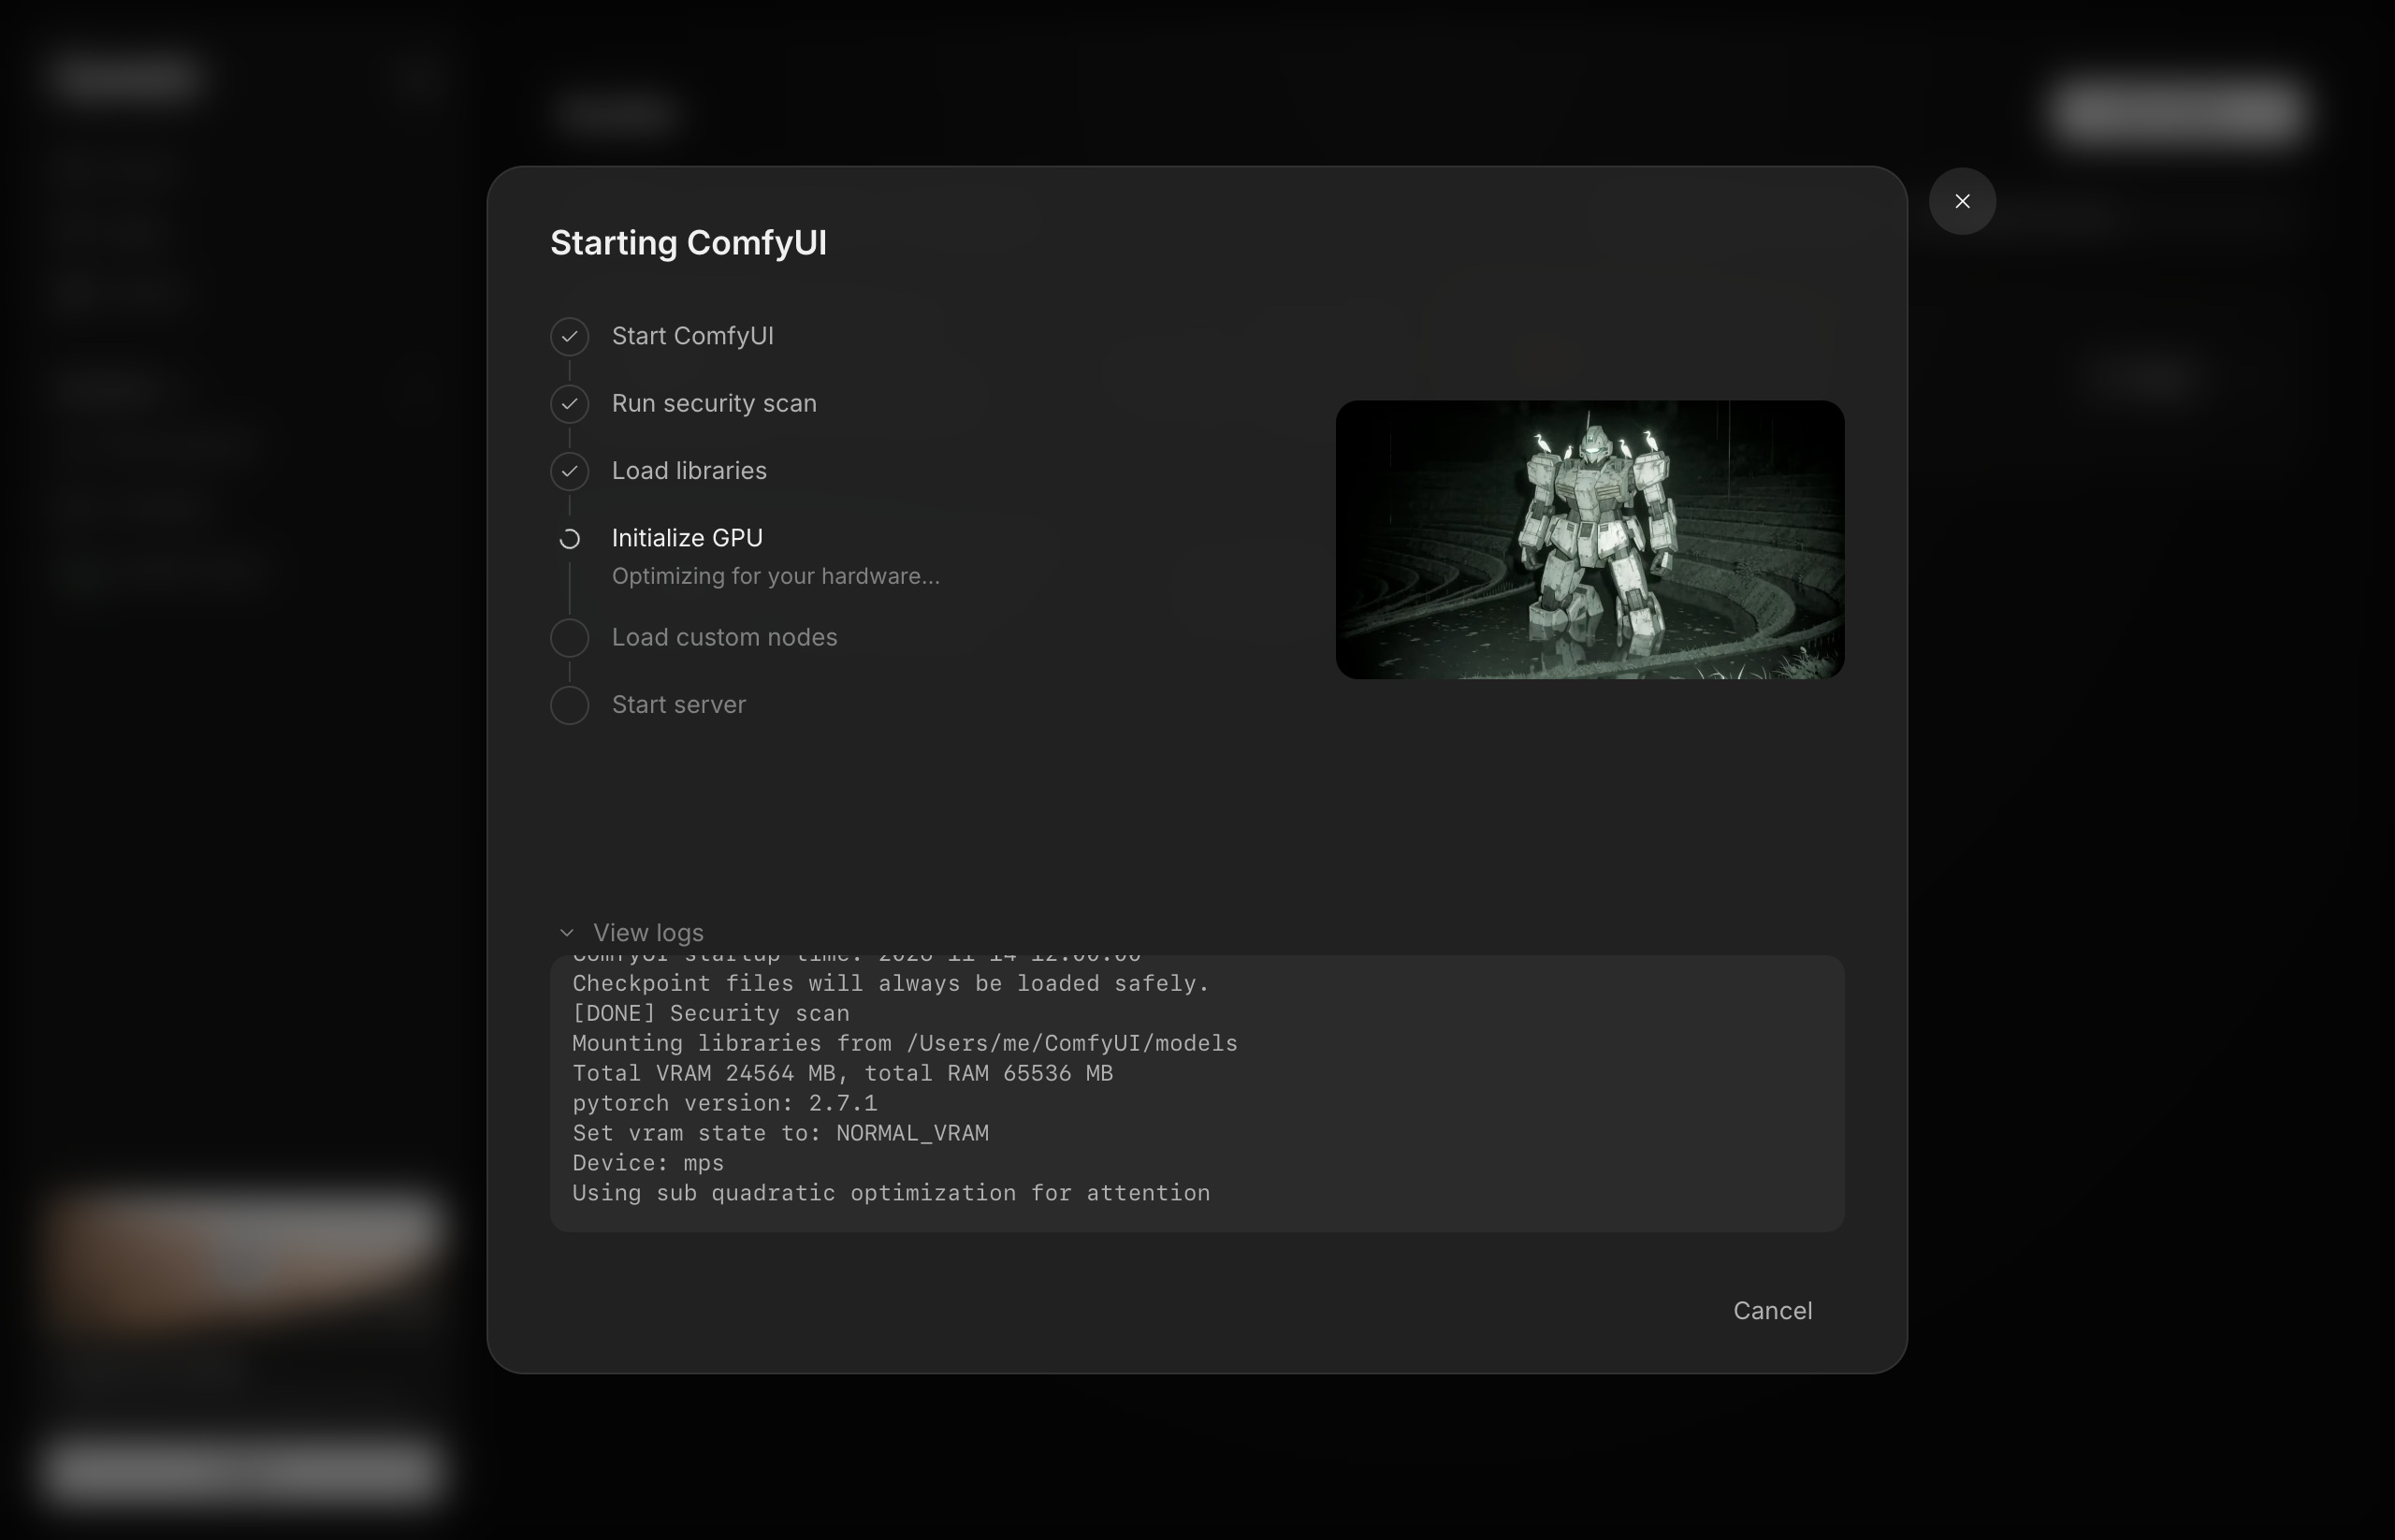 Starting ComfyUI
Start ComfyUI
Run security scan
Load libraries
Initialize GPU
Optimizing for your hardware...
Load custom nodes
Start server
View logs
ComfyUI startup time:
Checkpoint files will always be loaded safely.
[DONE] Security scan
Mounting libraries from /Users/me/ComfyUI/models
Total VRAM 24564 MB, total RAM 65536 MB
pytorch version: 2.7.1
Set vram state to: NORMAL_VRAM
Device: mps
Using sub quadratic optimization for attention
Cancel